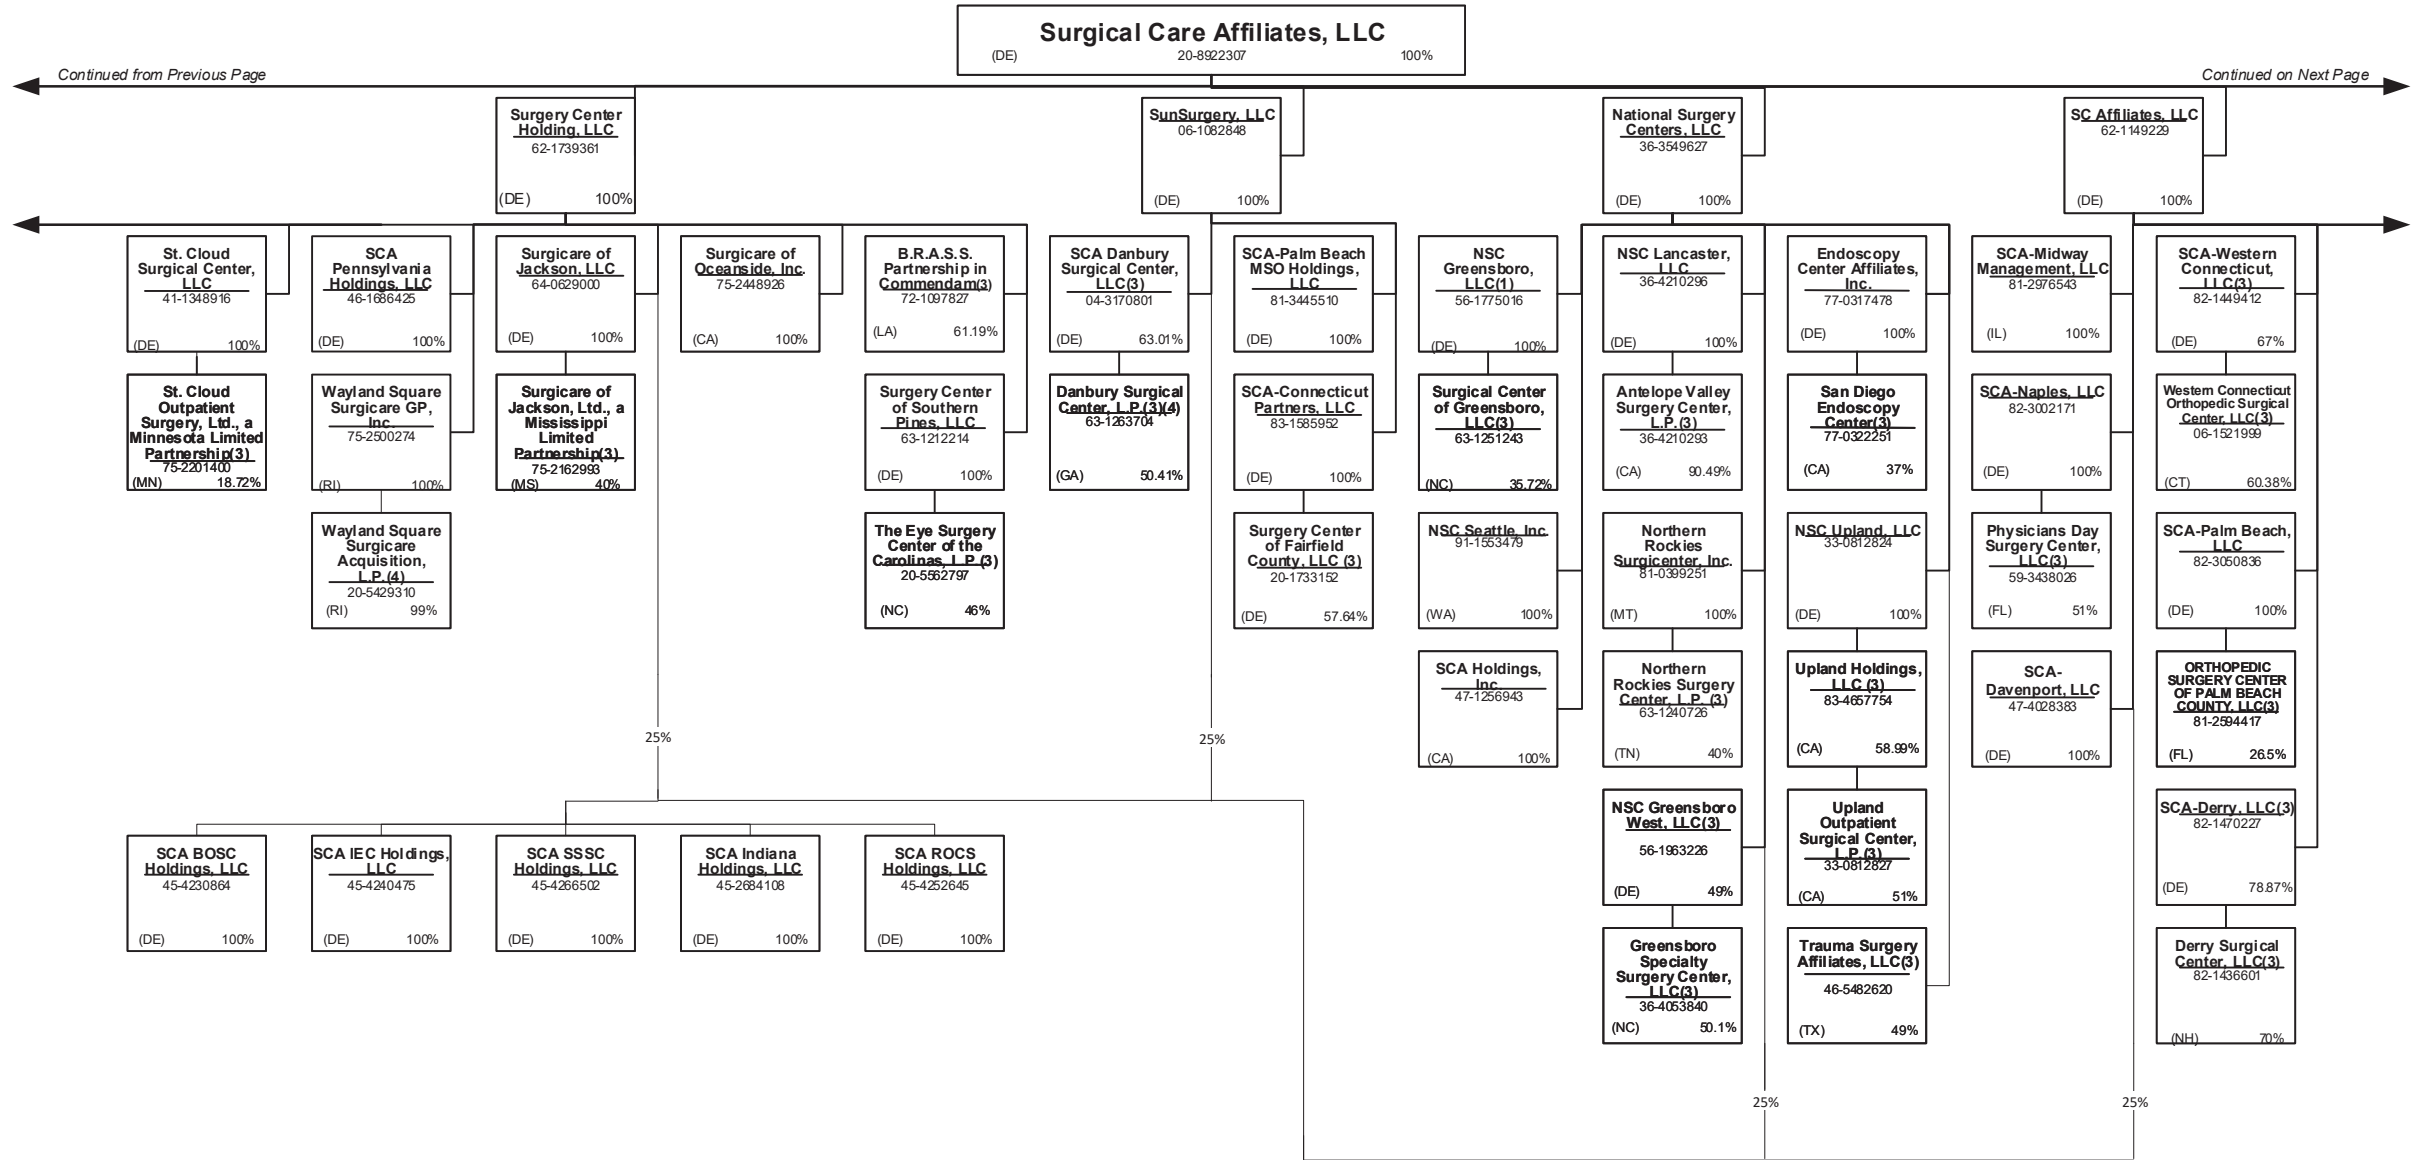 Surgical Care Affiliates, LLC
(DE) 20-8922307 100%
Continued from Previous Page
Continued on Next Page
Surgery Center
Holding, LLC
62-1739361
(DE) 100%
SunSurgery, LLC
06-1082848
(DE) 100%
National Surgery
Centers, LLC
36-3549627
(DE) 100%
SC Affiliates, LLC
62-1149229
(DE) 100%
St. Cloud
Surgical Center,
LLC
41-1348916
(DE) 100%
SCA
Pennsylvania
Holdings, LLC
46-1686425
(DE) 100%
Surgicare of
Jackson, LLC
64-0629000
(DE) 100%
Surgicare of
Oceanside, Inc.
75-2448926
(CA) 100%
B.R.A.S.S.
Partnership in
Commendam(3)
72-1097827
(LA) 61.19%
SCA Danbury
Surgical Center,
LLC(3)
04-3170801
(DE) 63.01%
SCA-Palm Beach
MSO Holdings,
LLC
81-3445510
(DE) 100%
NSC
Greensboro,
LLC(1)
56-1775016
(DE) 100%
NSC Lancaster,
LLC
36-4210296
(DE) 100%
Endoscopy
Center Affiliates,
Inc.
77-0317478
(DE) 100%
SCA-Midway
Management, LLC
81-2976543
(IL) 100%
SCA-Western
Connecticut,
LLC(3)
82-1449412
(DE) 67%
St. Cloud
Outpatient
Surgery, Ltd., a
Minnesota Limited
Partnership(3)
75-2201400
(MN) 18.72%
Wayland Square
Surgicare GP,
Inc.
75-2500274
(RI) 100%
Surgicare of
Jackson, Ltd., a
Mississippi
Limited
Partnership(3)
75-2162993
(MS) 40%
Surgery Center
of Southern
Pines, LLC
63-1212214
(DE) 100%
Danbury Surgical
Center, L.P.(3)(4)
63-1263704
(GA) 50.41%
SCA-Connecticut
Partners, LLC
83-1585952
(DE) 100%
Surgical Center
of Greensboro,
LLC(3)
63-1251243
(NC) 35.72%
Antelope Valley
Surgery Center,
L.P.(3)
36-4210293
(CA) 90.49%
San Diego
Endoscopy
Center(3)
77-0322251
(CA) 37%
SCA-Naples, LLC
82-3002171
(DE) 100%
Western Connecticut
Orthopedic Surgical
Center, LLC(3)
06-1521999
(CT) 60.38%
Wayland Square
Surgicare
Acquisition,
L.P.(4)
20-5429310
(RI) 99%
The Eye Surgery
Center of the
Carolinas, L.P.(3)
20-5562797
(NC) 46%
Surgery Center
of Fairfield
County, LLC (3)
20-1733152
(DE) 57.64%
NSC Seattle, Inc.
91-1553479
(WA) 100%
Northern
Rockies
Surgicenter, Inc.
81-0399251
(MT) 100%
NSC Upland, LLC
33-0812824
(DE) 100%
Physicians Day
Surgery Center,
LLC(3)
59-3438026
(FL) 51%
SCA-Palm Beach,
LLC
82-3050836
(DE) 100%
SCA Holdings,
Inc.
47-1256943
(CA) 100%
Northern
Rockies Surgery
Center, L.P. (3)
63-1240726
(TN) 40%
Upland Holdings,
LLC (3)
83-4657754
(CA) 58.99%
SCA-
Davenport, LLC
47-4028383
(DE) 100%
ORTHOPEDIC
SURGERY CENTER
OF PALM BEACH
COUNTY, LLC(3)
81-2594417
(FL) 26.5%
25%
25%
NSC Greensboro
West, LLC(3)
56-1963226
(DE) 49%
Upland
Outpatient
Surgical Center,
L.P.(3)
33-0812827
(CA) 51%
SCA-Derry, LLC(3)
82-1470227
(DE) 78.87%
SCA BOSC
Holdings, LLC
45-4230864
(DE) 100%
SCA IEC Holdings,
LLC
45-4240475
(DE) 100%
SCA SSSC
Holdings, LLC
45-4266502
(DE) 100%
SCA Indiana
Holdings, LLC
45-2684108
(DE) 100%
SCA ROCS
Holdings, LLC
45-4252645
(DE) 100%
Greensboro
Specialty
Surgery Center,
LLC(3)
36-4053840
(NC) 50.1%
Trauma Surgery
Affiliates, LLC(3)
46-5482620
(TX) 49%
Derry Surgical
Center, LLC(3)
82-1436601
(NH) 70%
25%
25%